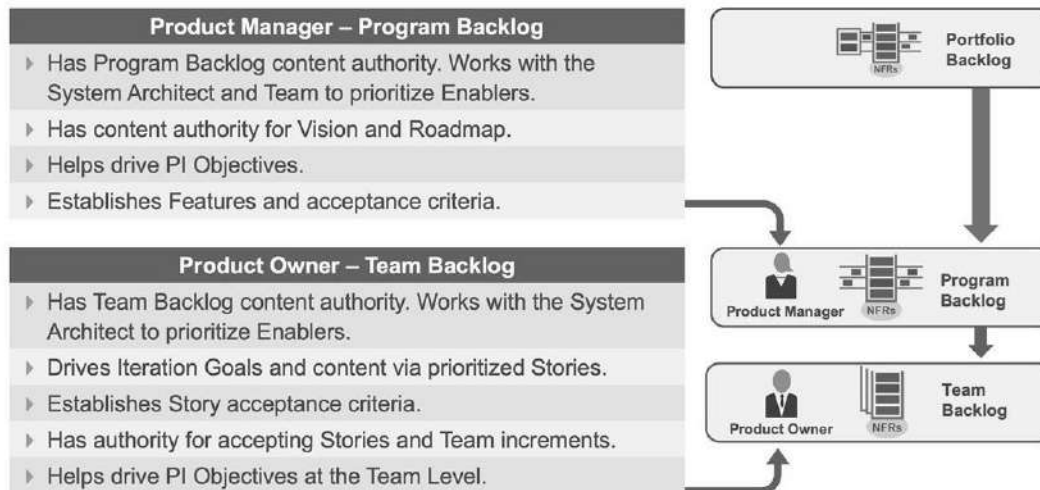 Product Manager – Program Backlog
Has Program Backlog content authority. Works with the
System Architect and Team to prioritize Enablers.
Has content authority for Vision and Roadmap.
Helps drive PI Objectives.
Establishes Features and acceptance criteria.
Product Owner – Team Backlog
Has Team Backlog content authority. Works with the System
Architect to prioritize Enablers.
Drives Iteration Goals and content via prioritized Stories.
Establishes Story acceptance criteria.
Has authority for accepting Stories and Team increments.
Helps drive PI Objectives at the Team Level.
NFRs
Portfolio
Backlog
Product Manager
NFRs
Program
Backlog
Product Owner
NFRs
Team
Backlog